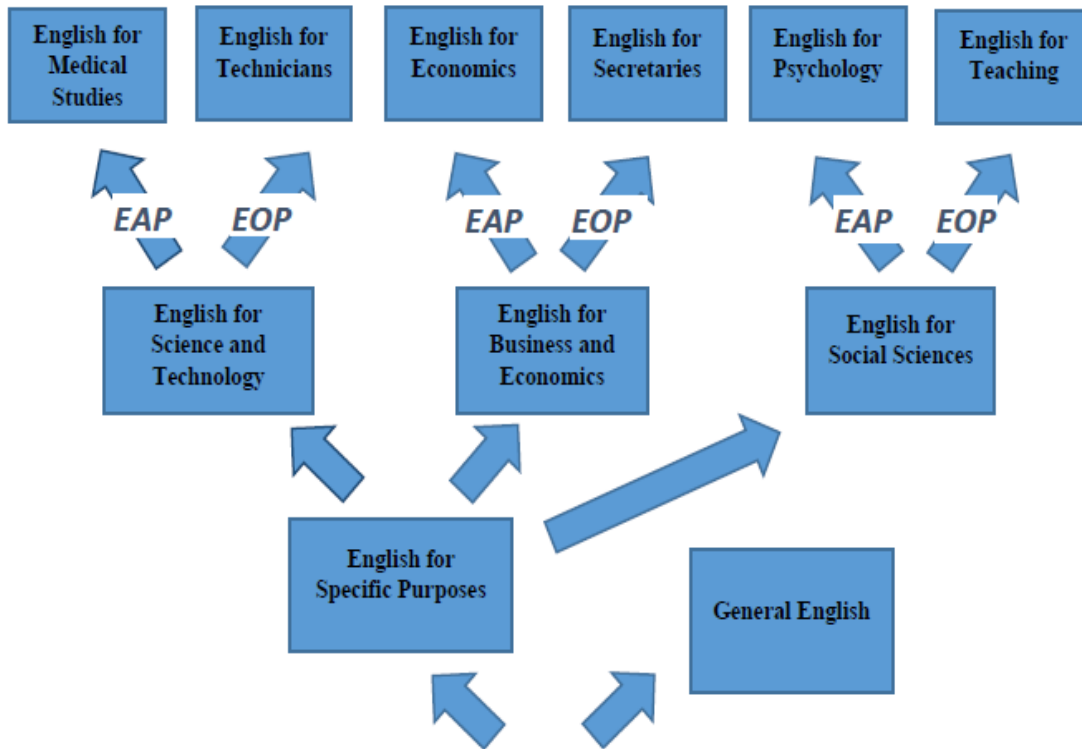 English for
Medical
Studies
English for
Technicians
English for
Economics
English for
Secretaries
English for
Psychology
English for
Teaching
EAP
EOP
EAP
EOP
EAP
EOP
English for
Science and
Technology
English for
Business and
Economics
English for
Social Sciences
English for
Specific Purposes
General English